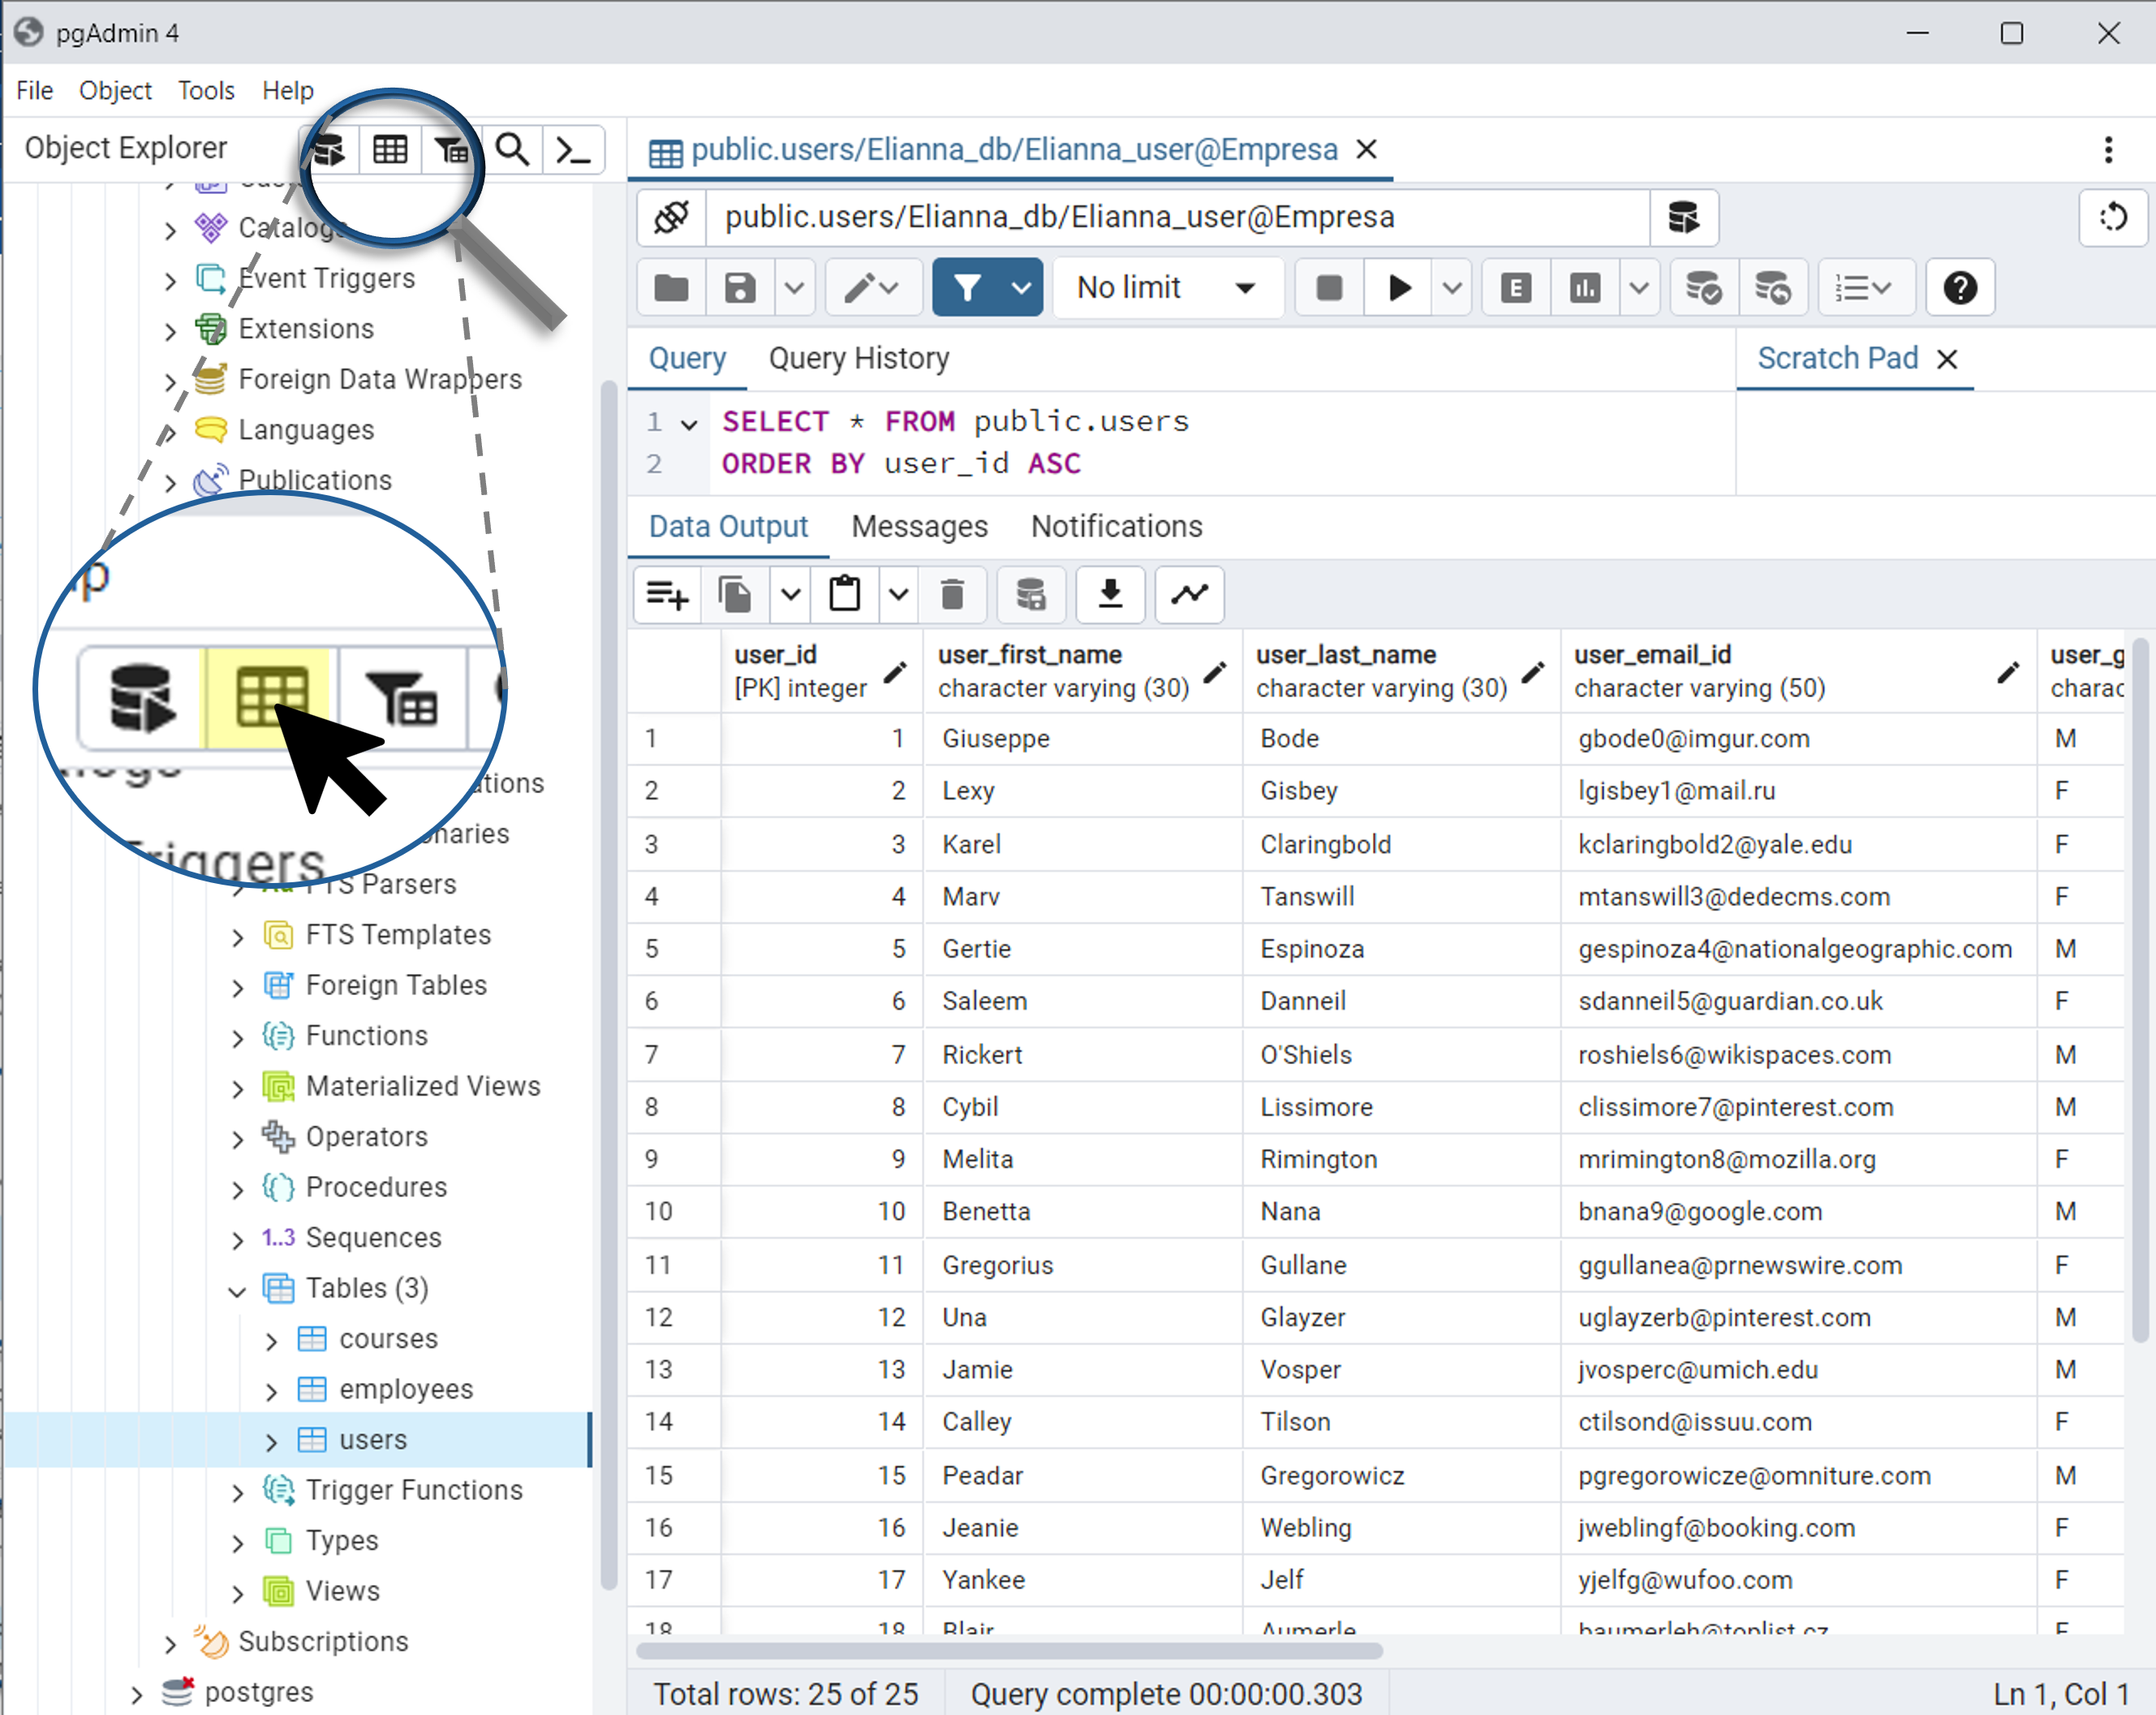 pgAdmin 4
File Object Tools Help
Object Explorer
Catalogs
Event Triggers
Extensions
Foreign Data Wrappers
Languages
Publications
Triggers
FTS Parsers
FTS Templates
Foreign Tables
Functions
Materialized Views
Operators
Procedures
1..3 Sequences
Tables (3)
courses
employees
users
Trigger Functions
Types
Views
Subscriptions
postgres
public.users/Elianna_db/Elianna_user@Empresa
public.users/Elianna_db/Elianna_user@Empresa
No limit E
Query Query History Scratch Pad
1 SELECT * FROM public.users
2 ORDER BY user_id ASC
Data Output Messages Notifications
user_id user_first_name user_last_name user_email_id user_g
[PK] integer character varying (30) character varying (30) character varying (50) charac
1 1 Giuseppe Bode gbode0@imgur.com M
2 2 Lexy Gisbey lgisbey1@mail.ru F
3 3 Karel Claringbold kclaringbold2@yale.edu F
4 4 Marv Tanswill mtanswill3@dedecms.com F
5 5 Gertie Espinoza gespinoza4@nationalgeographic.com M
6 6 Saleem Danneil sdanneil5@guardian.co.uk F
7 7 Rickert O'Shiels roshiels6@wikispaces.com M
8 8 Cybil Lissimore clissimore7@pinterest.com M
9 9 Melita Rimington mrimington8@mozilla.org F
10 10 Benetta Nana bnana9@google.com M
11 11 Gregorius Gullane ggullanea@prnewswire.com F
12 12 Una Glayzer uglayzerb@pinterest.com M
13 13 Jamie Vosper jvosperc@umich.edu M
14 14 Calley Tilson ctilsond@issuu.com F
15 15 Peadar Gregorowicz pgregorowicze@omniture.com M
16 16 Jeanie Webling jweblingf@booking.com F
17 17 Yankee Jelf yjelfg@wufoo.com F
18 18 Blair Aumerle baumerleh@toplist.cz F
Total rows: 25 of 25 Query complete 00:00:00.303 Ln 1, Col 1